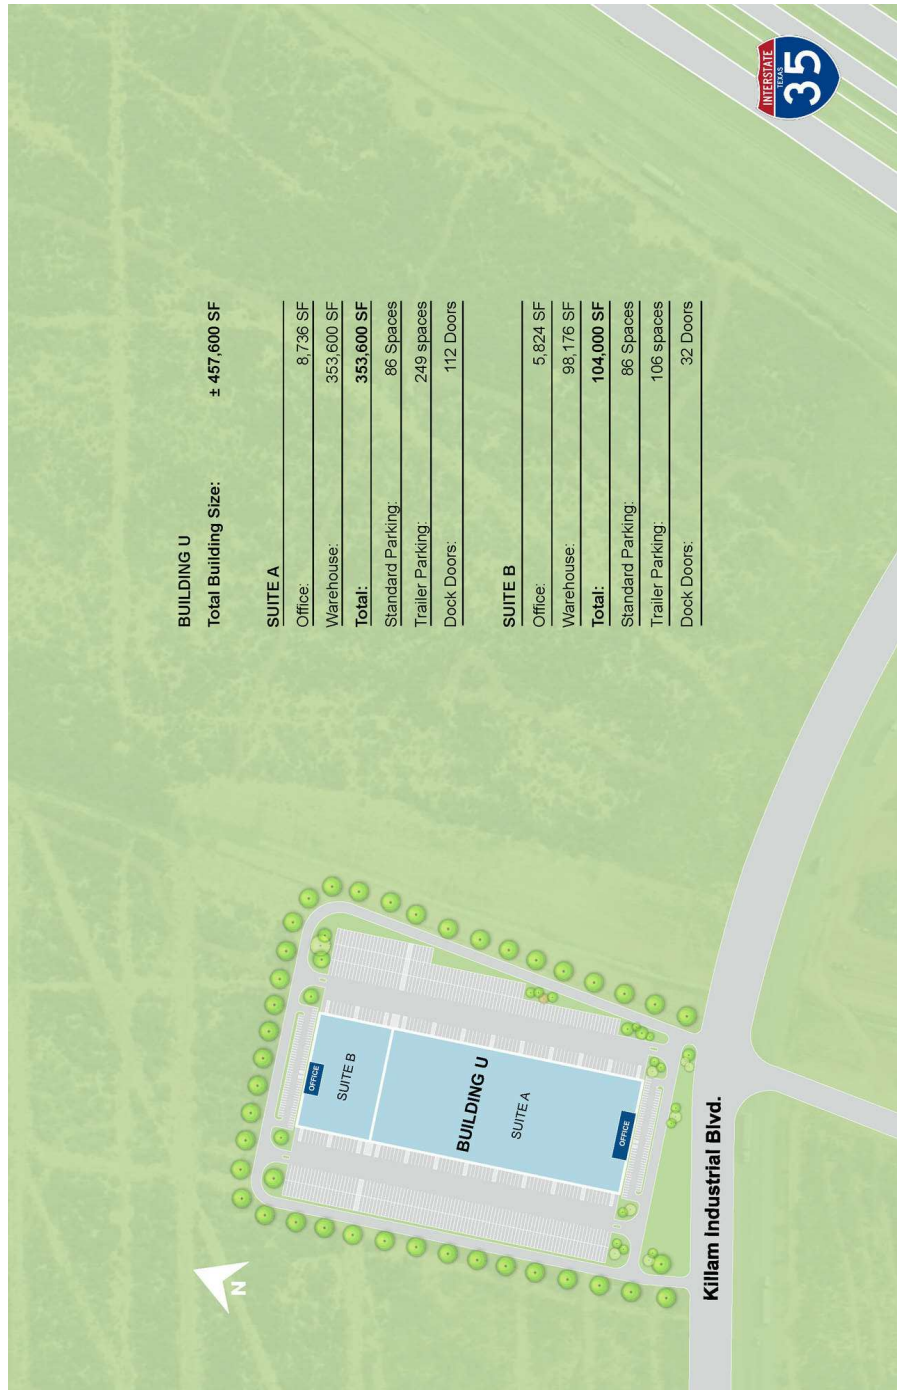 BUILDING U
Total Building Size: ± 457,600 SF
SUITE A
Office: 8,736 SF
Warehouse: 353,600 SF
Total: 353,600 SF
Standard Parking: 86 Spaces
Trailer Parking: 249 spaces
Dock Doors: 112 Doors
SUITE B
Office: 5,824 SF
Warehouse: 98,176 SF
Total: 104,000 SF
Standard Parking: 86 Spaces
Trailer Parking: 106 spaces
Dock Doors: 32 Doors
INTERSTATE
TEXAS
35
OFFICE
SUITE B
BUILDING U
SUITE A
OFFICE
N
Killam Industrial Blvd.